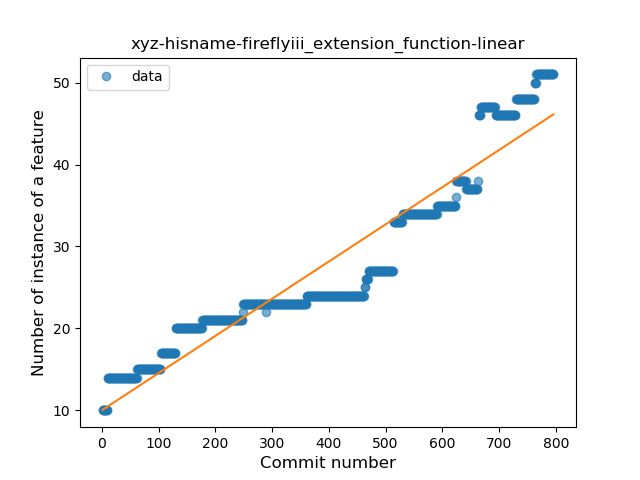 xyz-hisname-fireflyiii_extension_function-linear
data
Number of instance of a feature
50
40
30
20
10
0 100 200 300 400 500 600 700 800
Commit number